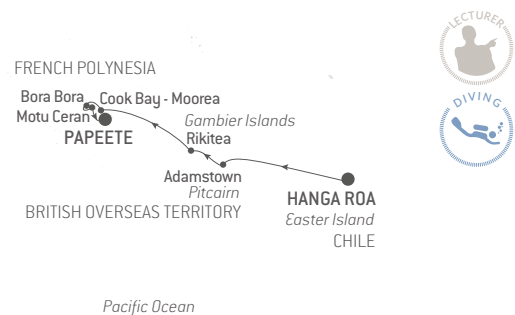 LECTURER
FRENCH POLYNESIA
Bora Bora
Cook Bay - Moorea
Motu Ceran
PAPEETE
Gambier Islands
Rikitea
DIVING
Adamstown
Pitcairn
BRITISH OVERSEAS TERRITORY
HANGA ROA
Easter Island
CHILE
Pacific Ocean